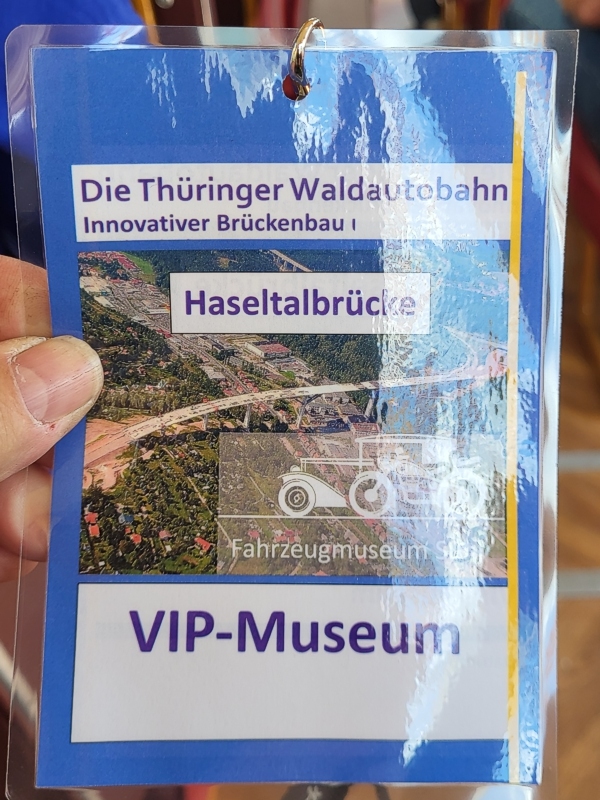 Die Thüringer Waldautobahn
Innovativer Brückenbau
Haseltalbrücke
Fahrzeugmuseum
VIP-Museum